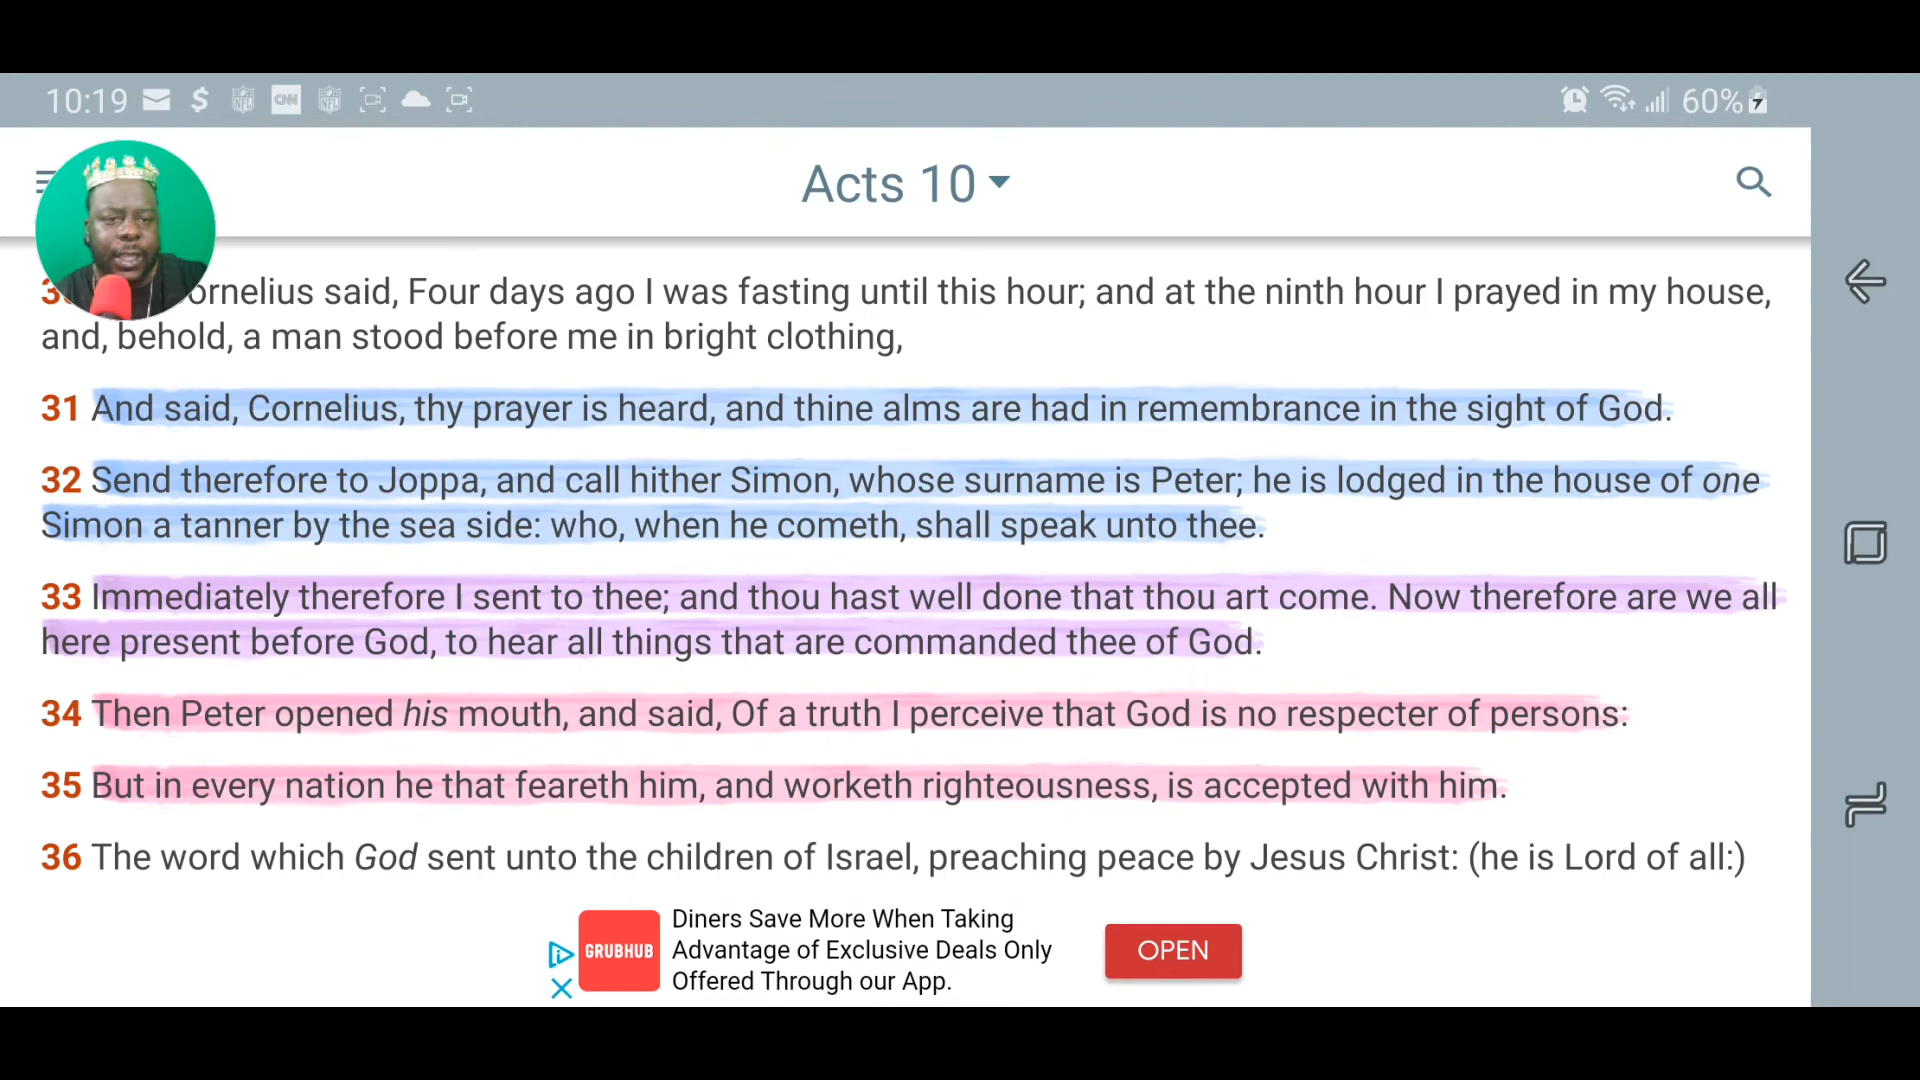 10:19 $ NFL CNN NFL 60%
Acts 10
ornelius said, Four days ago I was fasting until this hour; and at the ninth hour I prayed in my house,
and, behold, a man stood before me in bright clothing,
31 And said, Cornelius, thy prayer is heard, and thine alms are had in remembrance in the sight of God.
32 Send therefore to Joppa, and call hither Simon, whose surname is Peter; he is lodged in the house of one
Simon a tanner by the sea side: who, when he cometh, shall speak unto thee.
33 Immediately therefore I sent to thee; and thou hast well done that thou art come. Now therefore are we all
here present before God, to hear all things that are commanded thee of God.
34 Then Peter opened his mouth, and said, Of a truth I perceive that God is no respecter of persons:
35 But in every nation he that feareth him, and worketh righteousness, is accepted with him.
36 The word which God sent unto the children of Israel, preaching peace by Jesus Christ: (he is Lord of all:)
GRUBHUB
Diners Save More When Taking
Advantage of Exclusive Deals Only
Offered Through our App.
OPEN